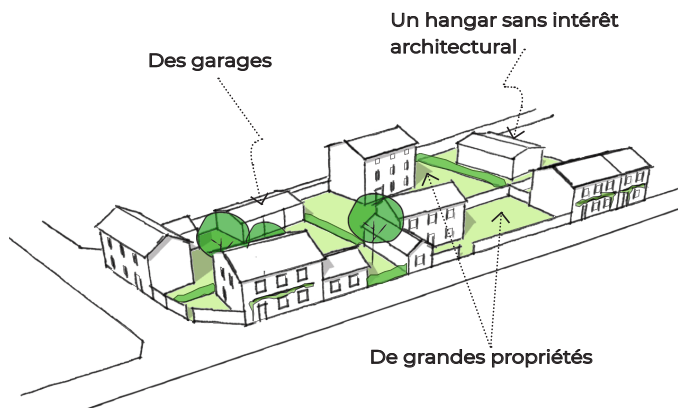 Un hangar sans intérêt
architectural
Des garages
De grandes propriétés